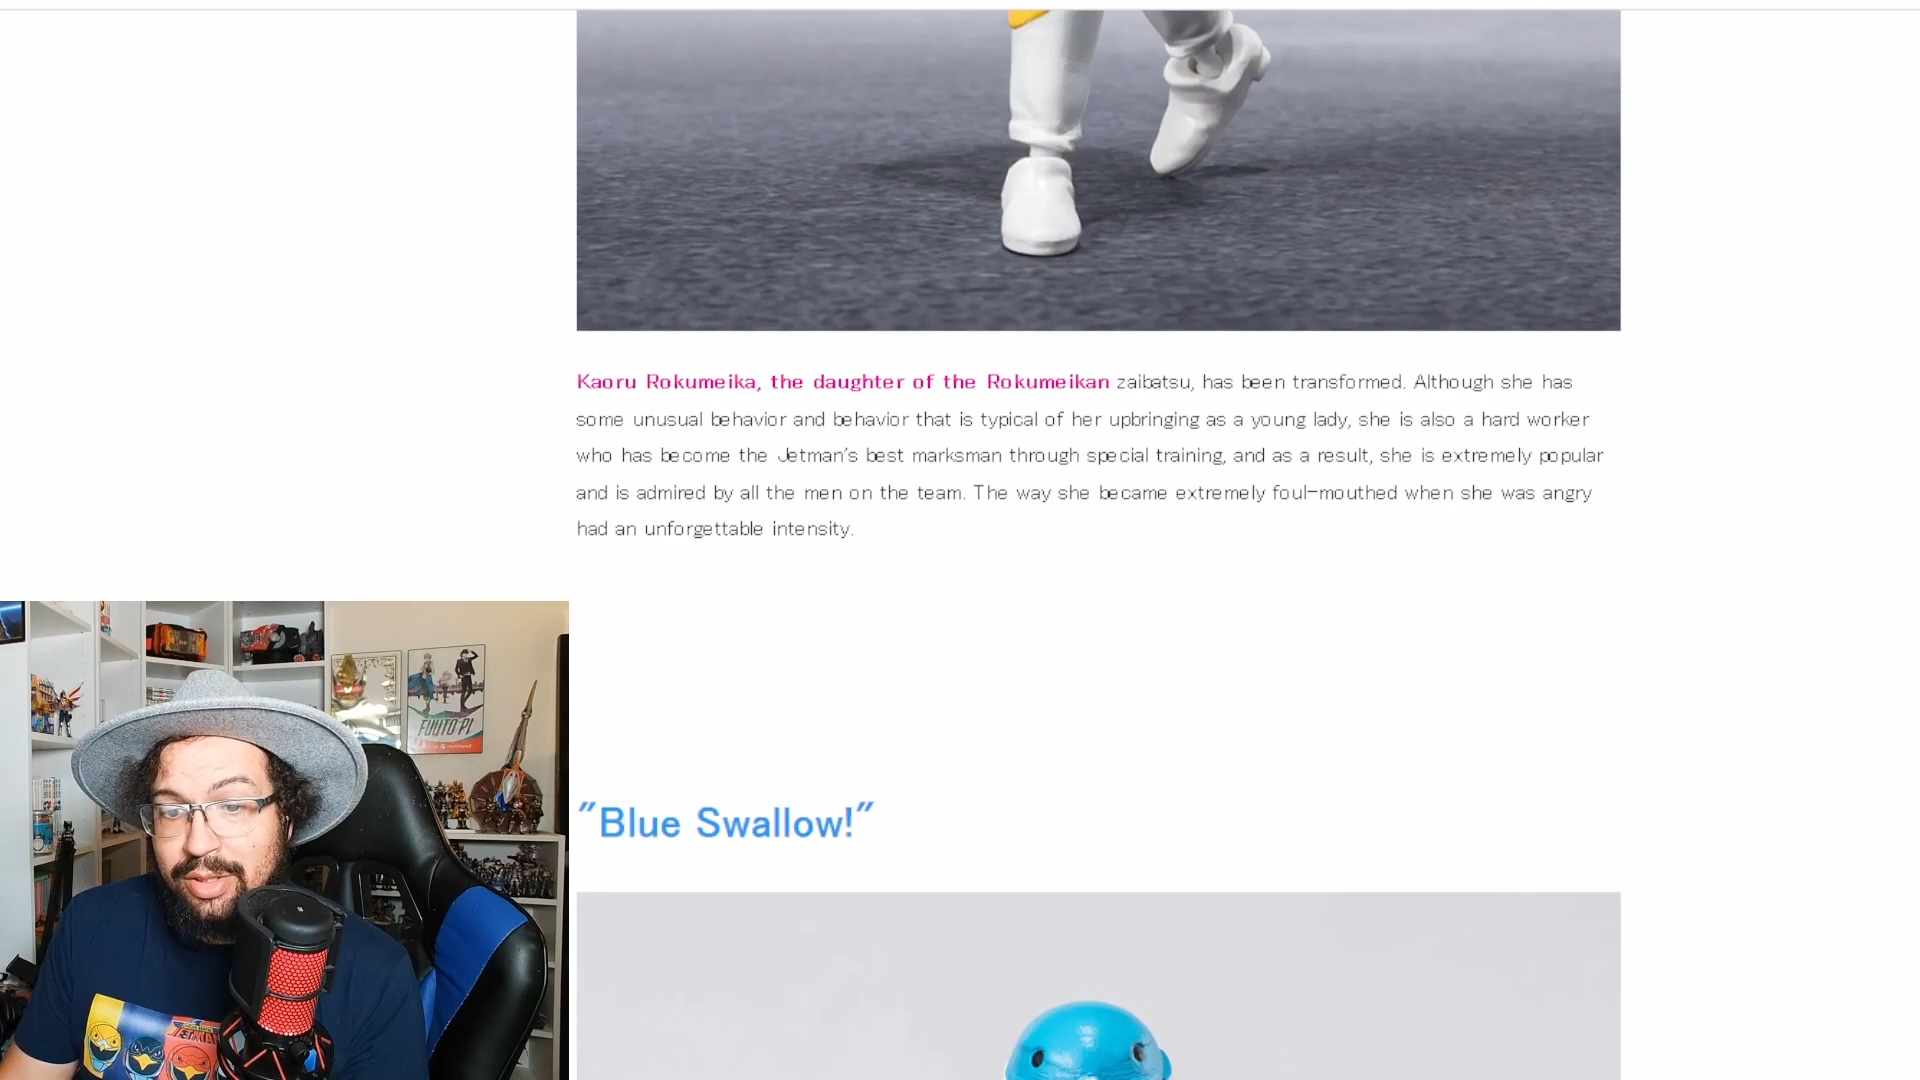 Kaoru Rokumeika, the daughter of the Rokumeikan zaibatsu, has been transformed. Although she has
some unusual behavior and behavior that is typical of her upbringing as a young lady, she is also a hard worker
who has become the Jetman's best marksman through special training, and as a result, she is extremely popular
and is admired by all the men on the team. The way she became extremely foul-mouthed when she was angry
had an unforgettable intensity.
FUUTO PI
"Blue Swallow!"